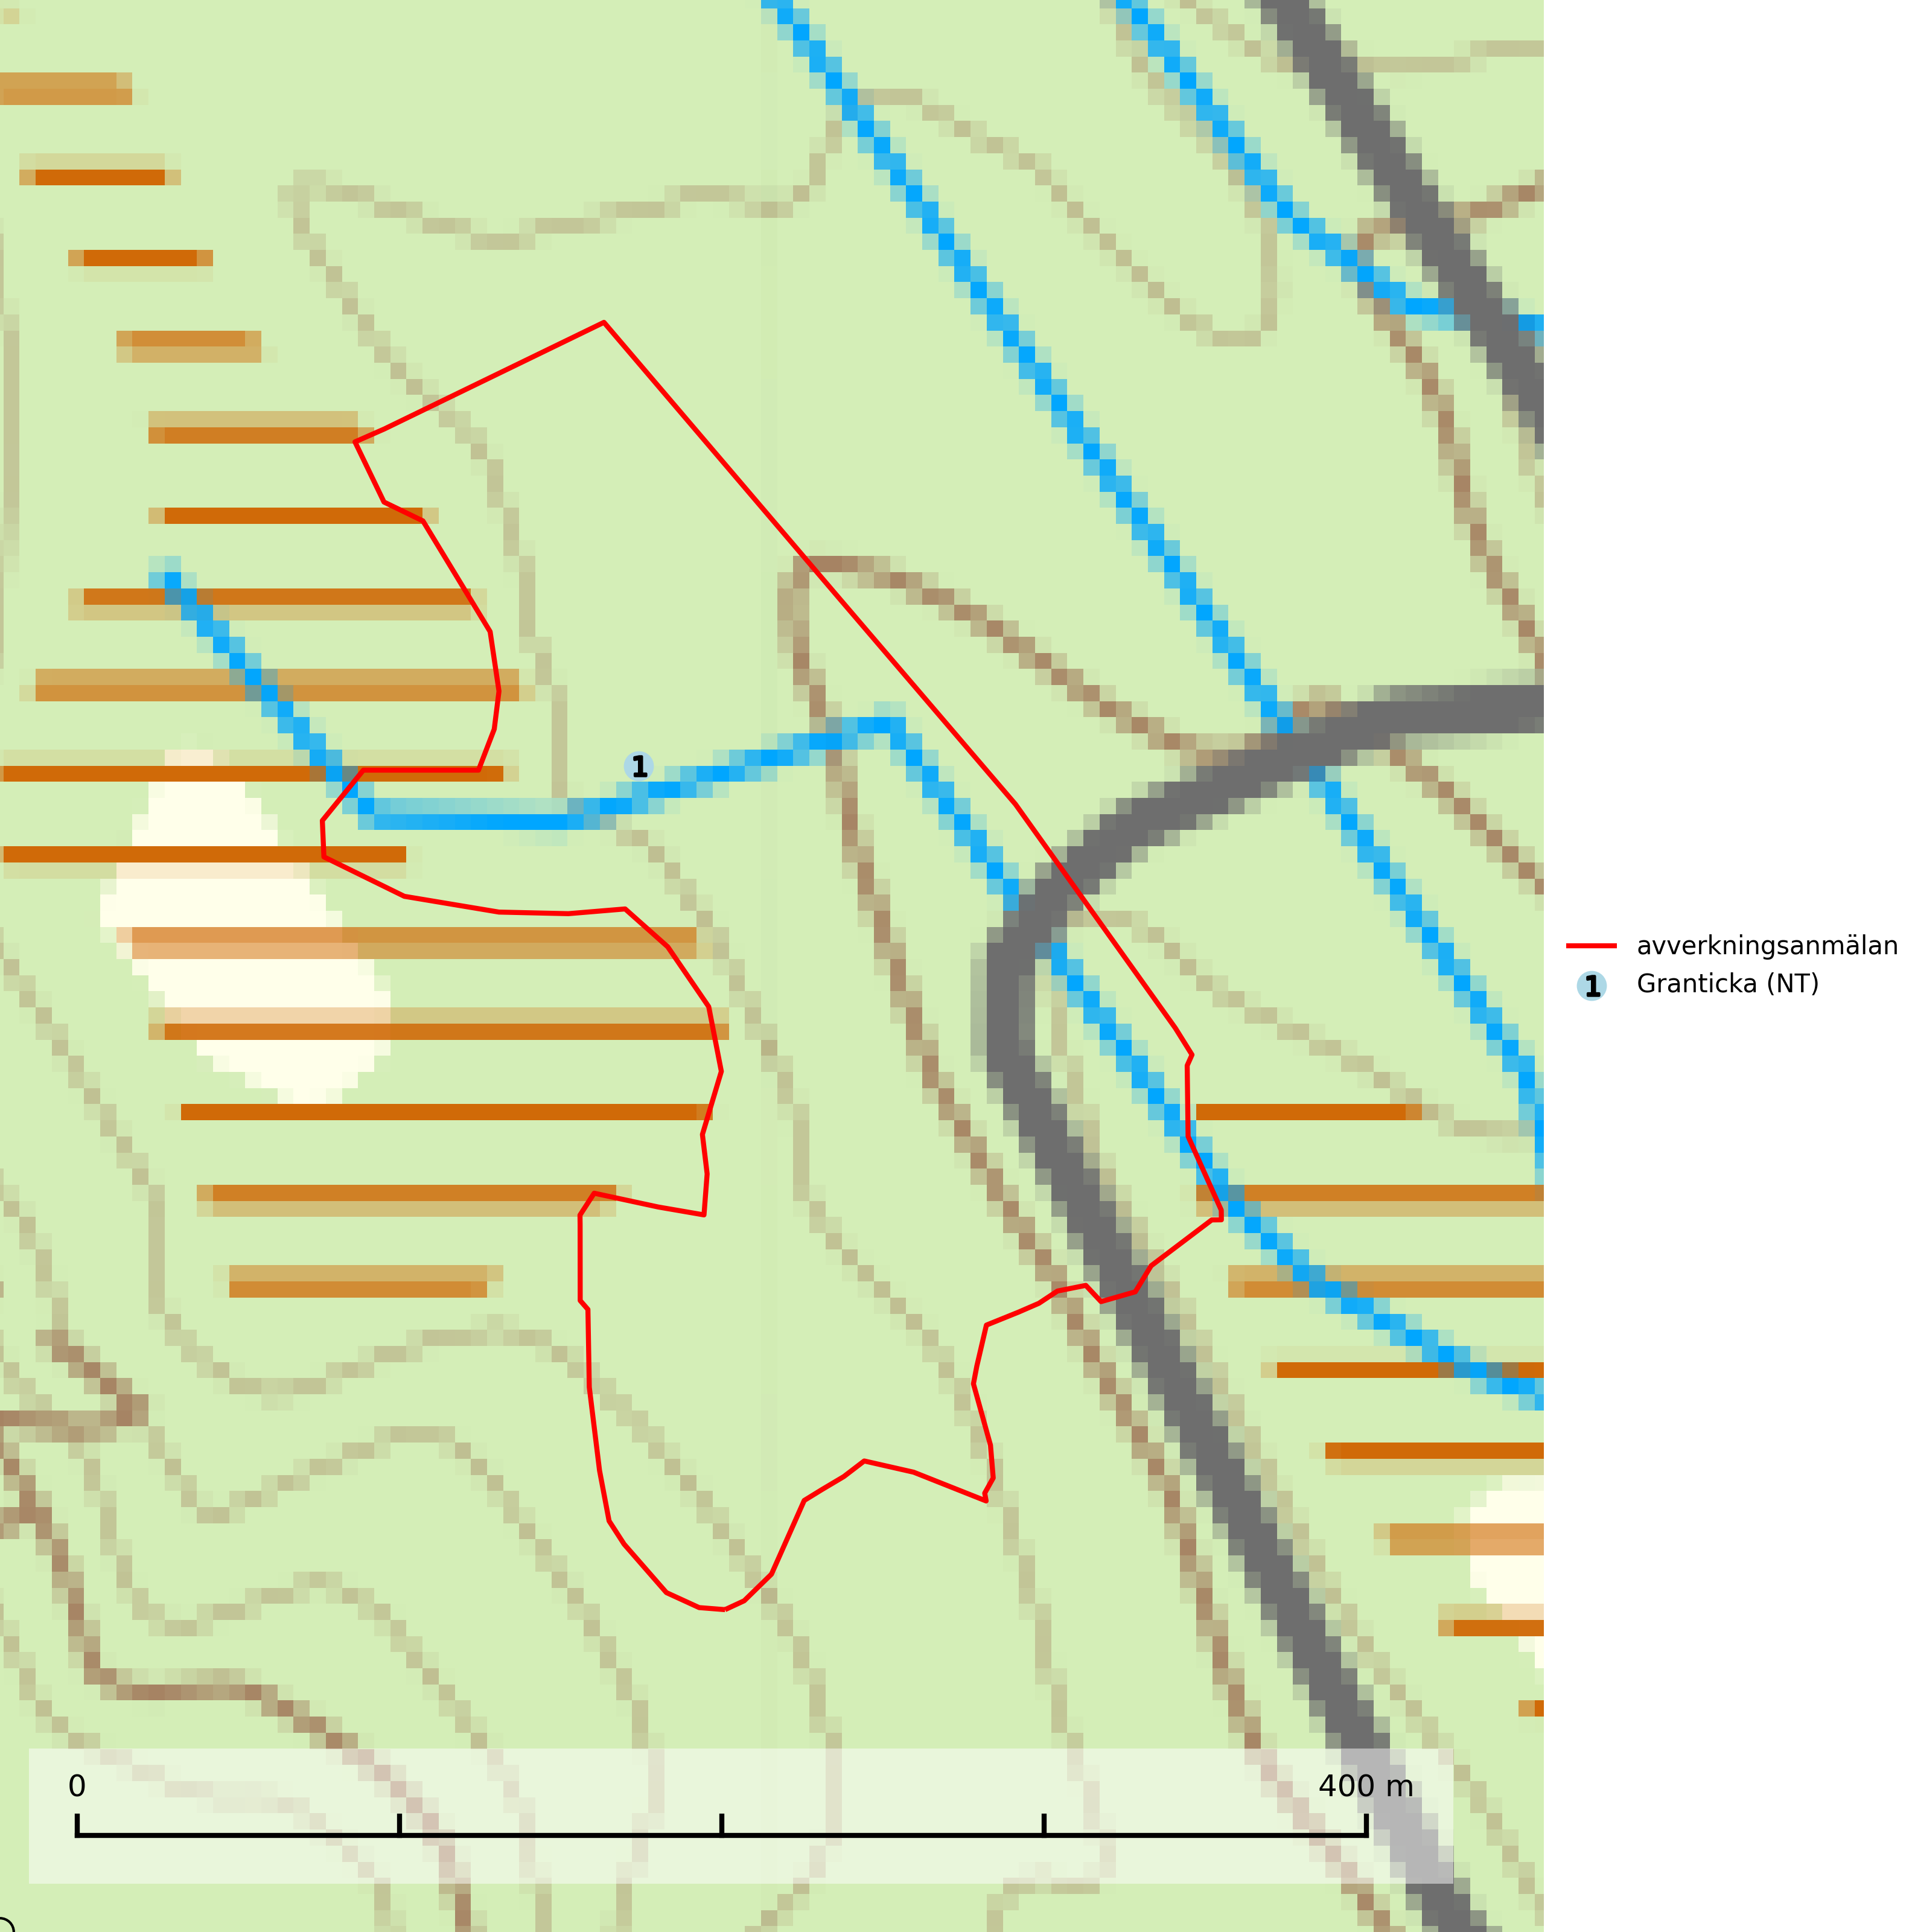 1
avverkningsanmälan
1 Granticka (NT)
0 400 m